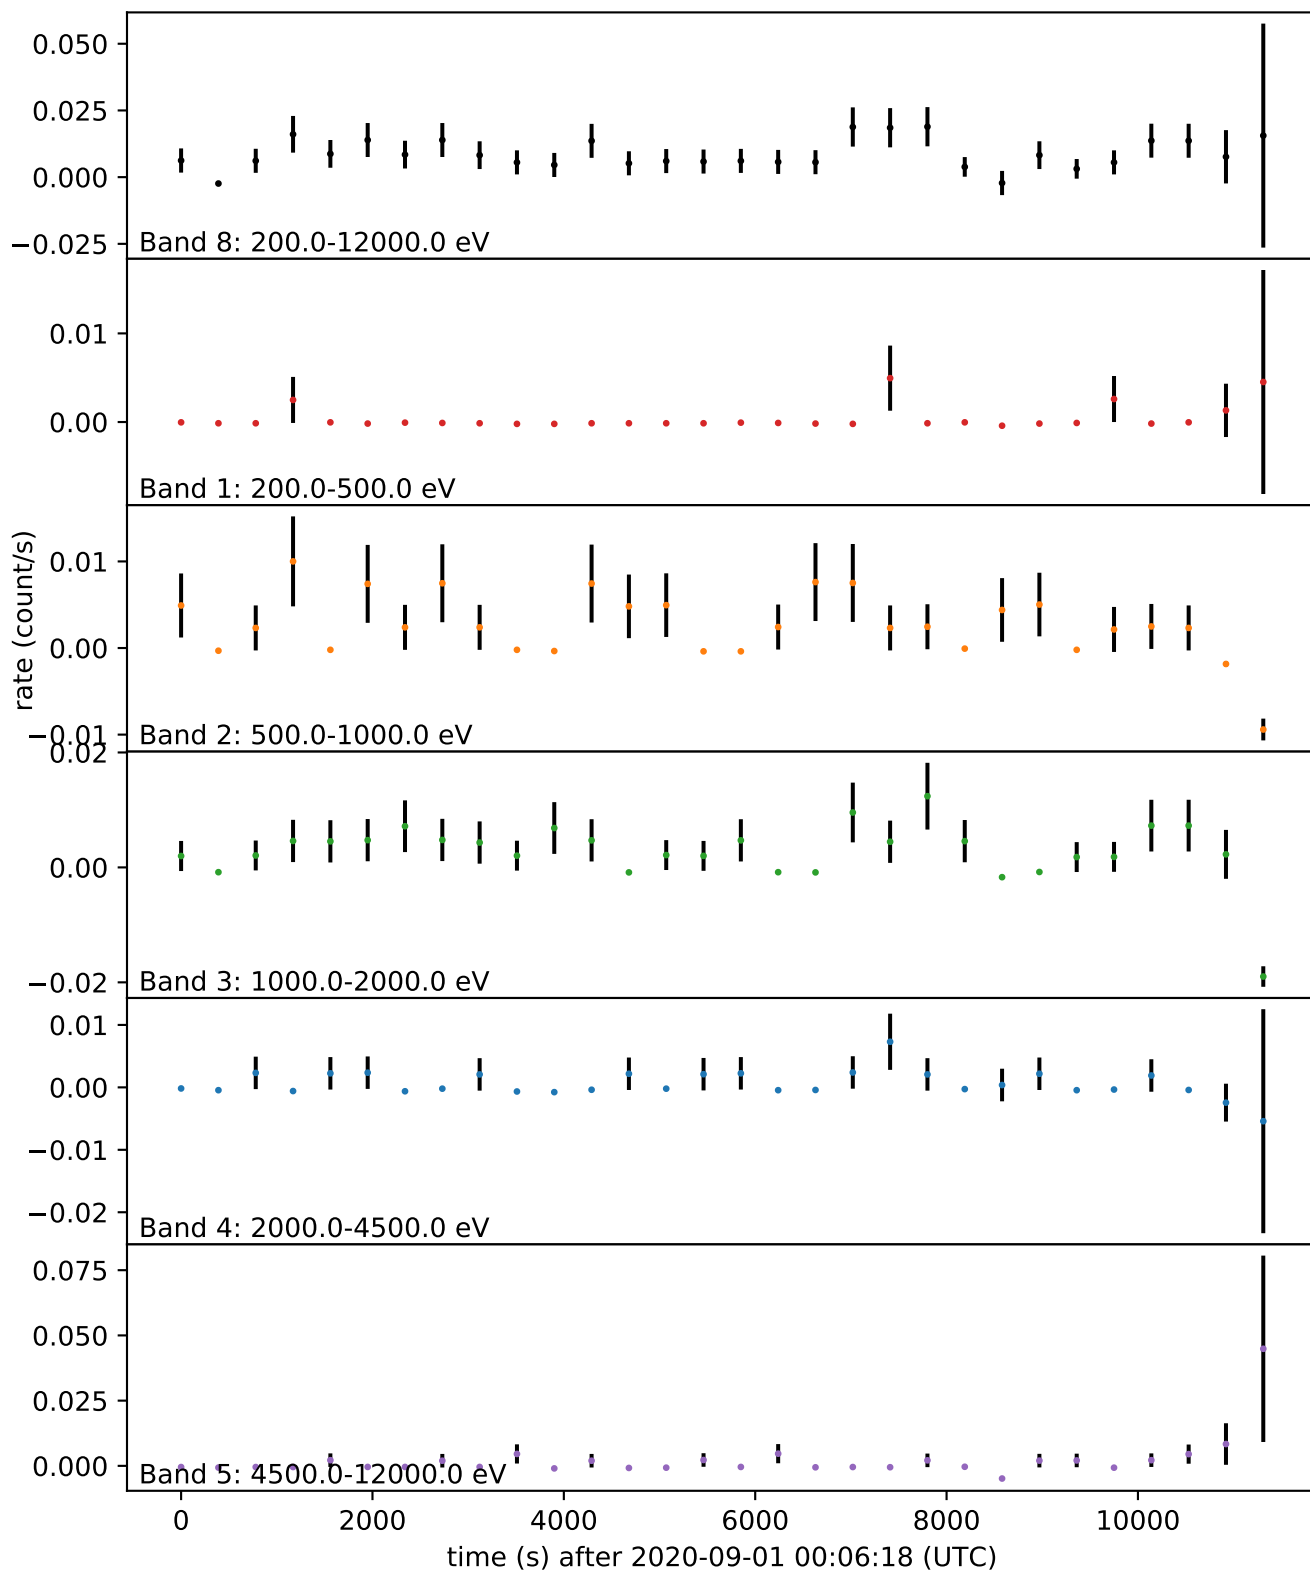 0.050
0.025
0.000
−0.025
Band 8: 200.0-12000.0 eV
0.01
0.00
Band 1: 200.0-500.0 eV
rate (count/s)
0.01
0.00
−0.01
Band 2: 500.0-1000.0 eV
0.02
0.00
−0.02
Band 3: 1000.0-2000.0 eV
0.01
0.00
−0.01
−0.02
Band 4: 2000.0-4500.0 eV
0.075
0.050
0.025
0.000
Band 5: 4500.0-12000.0 eV
0 2000 4000 6000 8000 10000
time (s) after 2020-09-01 00:06:18 (UTC)